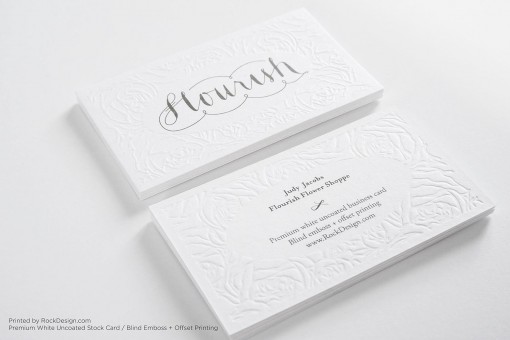 flourish
Judy Jacobs
Flourish Flower Shoppe
Premium white uncoated business card
Blind emboss + offset printing
www.RockDesign.com
Printed by RockDesign.com
Premium White Uncoated Stock Card / Blind Emboss + Offset Printing